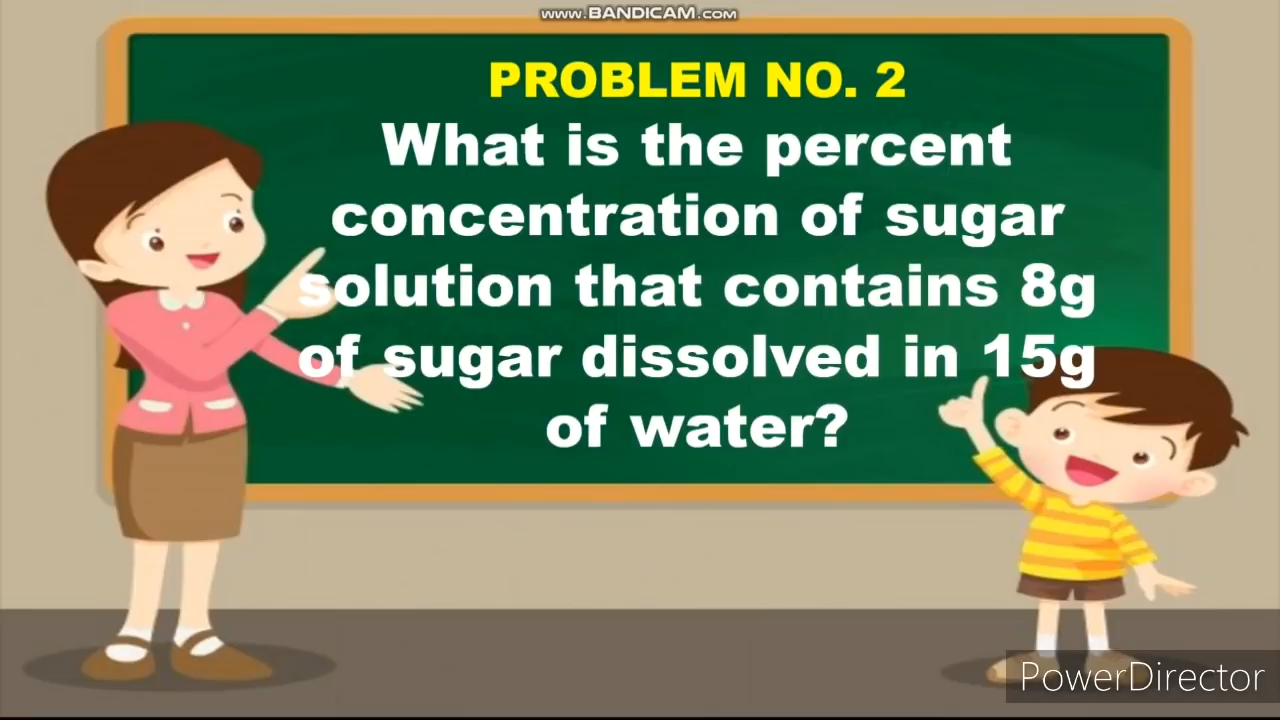 www.BANDICAM.com
PROBLEM NO. 2
What is the percent
concentration of sugar
solution that contains 8g
of sugar dissolved in 15g
of water?
PowerDirector